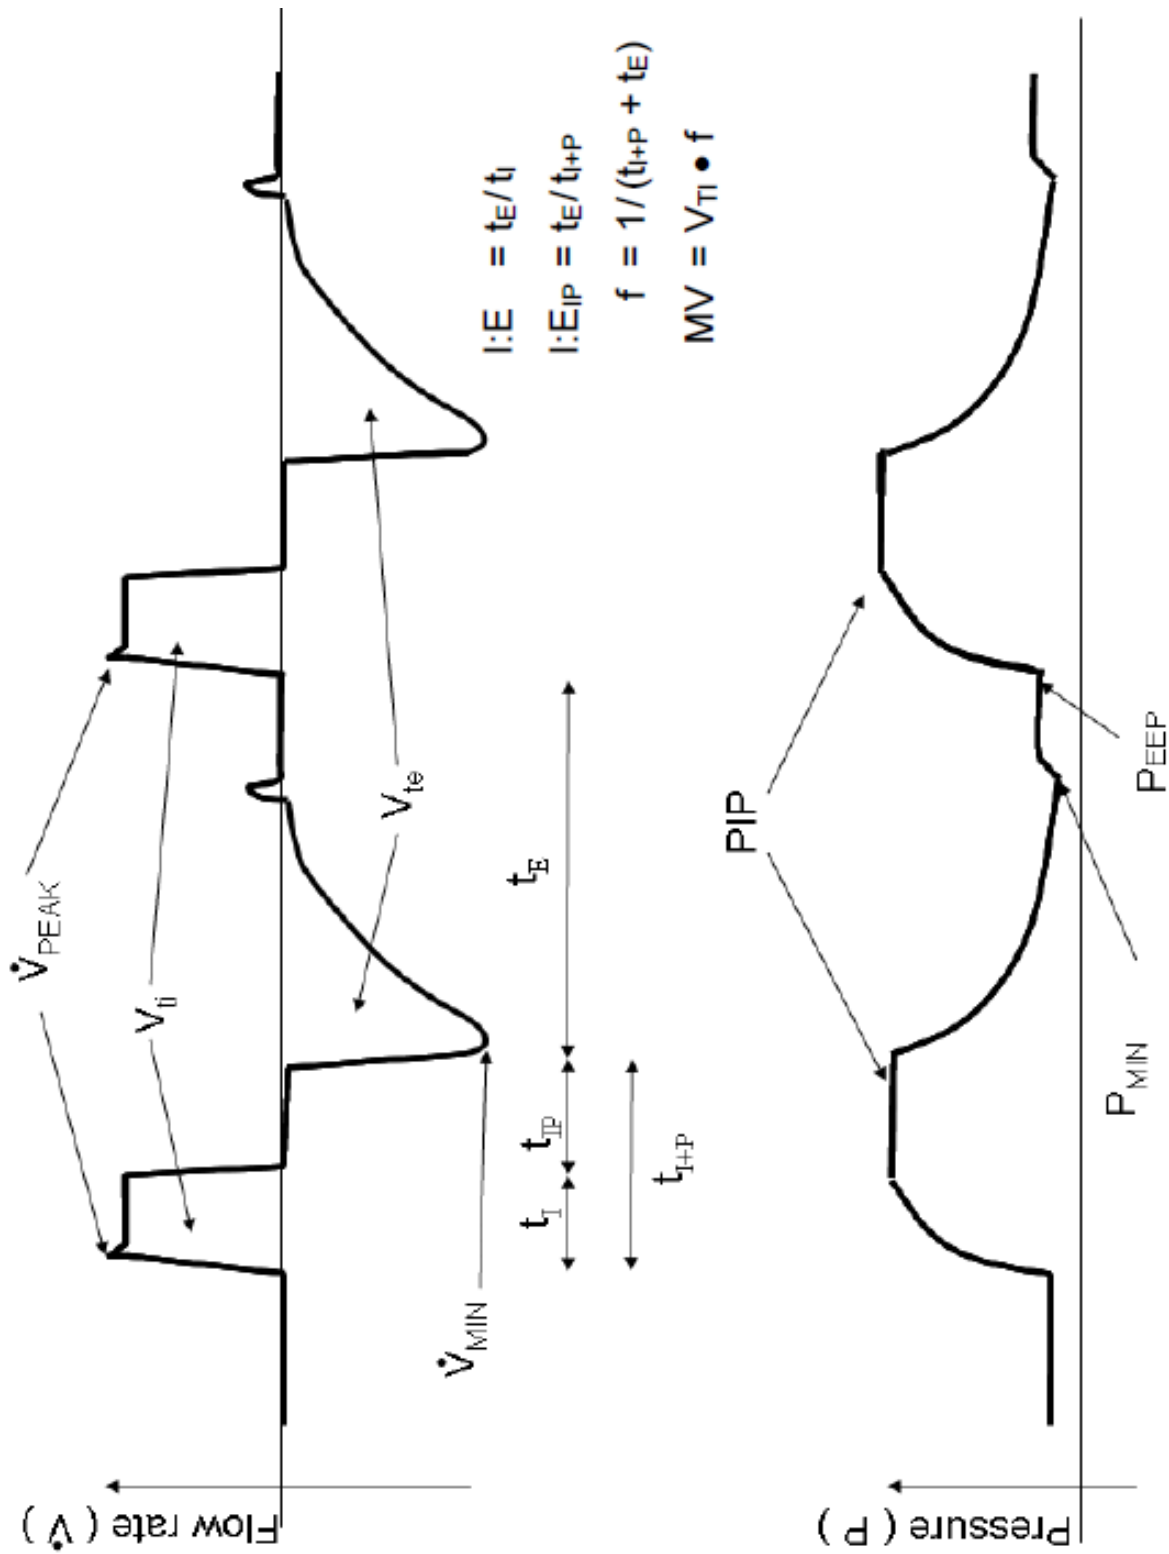 Flow rate ( V̇ )
V̇PEAK
Vti
Vte
V̇MIN
tI
tIP
tE
tI+P
I:E = tE/tI
I:EIP = tE/tI+P
f = 1/(tI+P + tE)
MV = VTI • f
Pressure ( P )
PIP
PMIN
PEEP